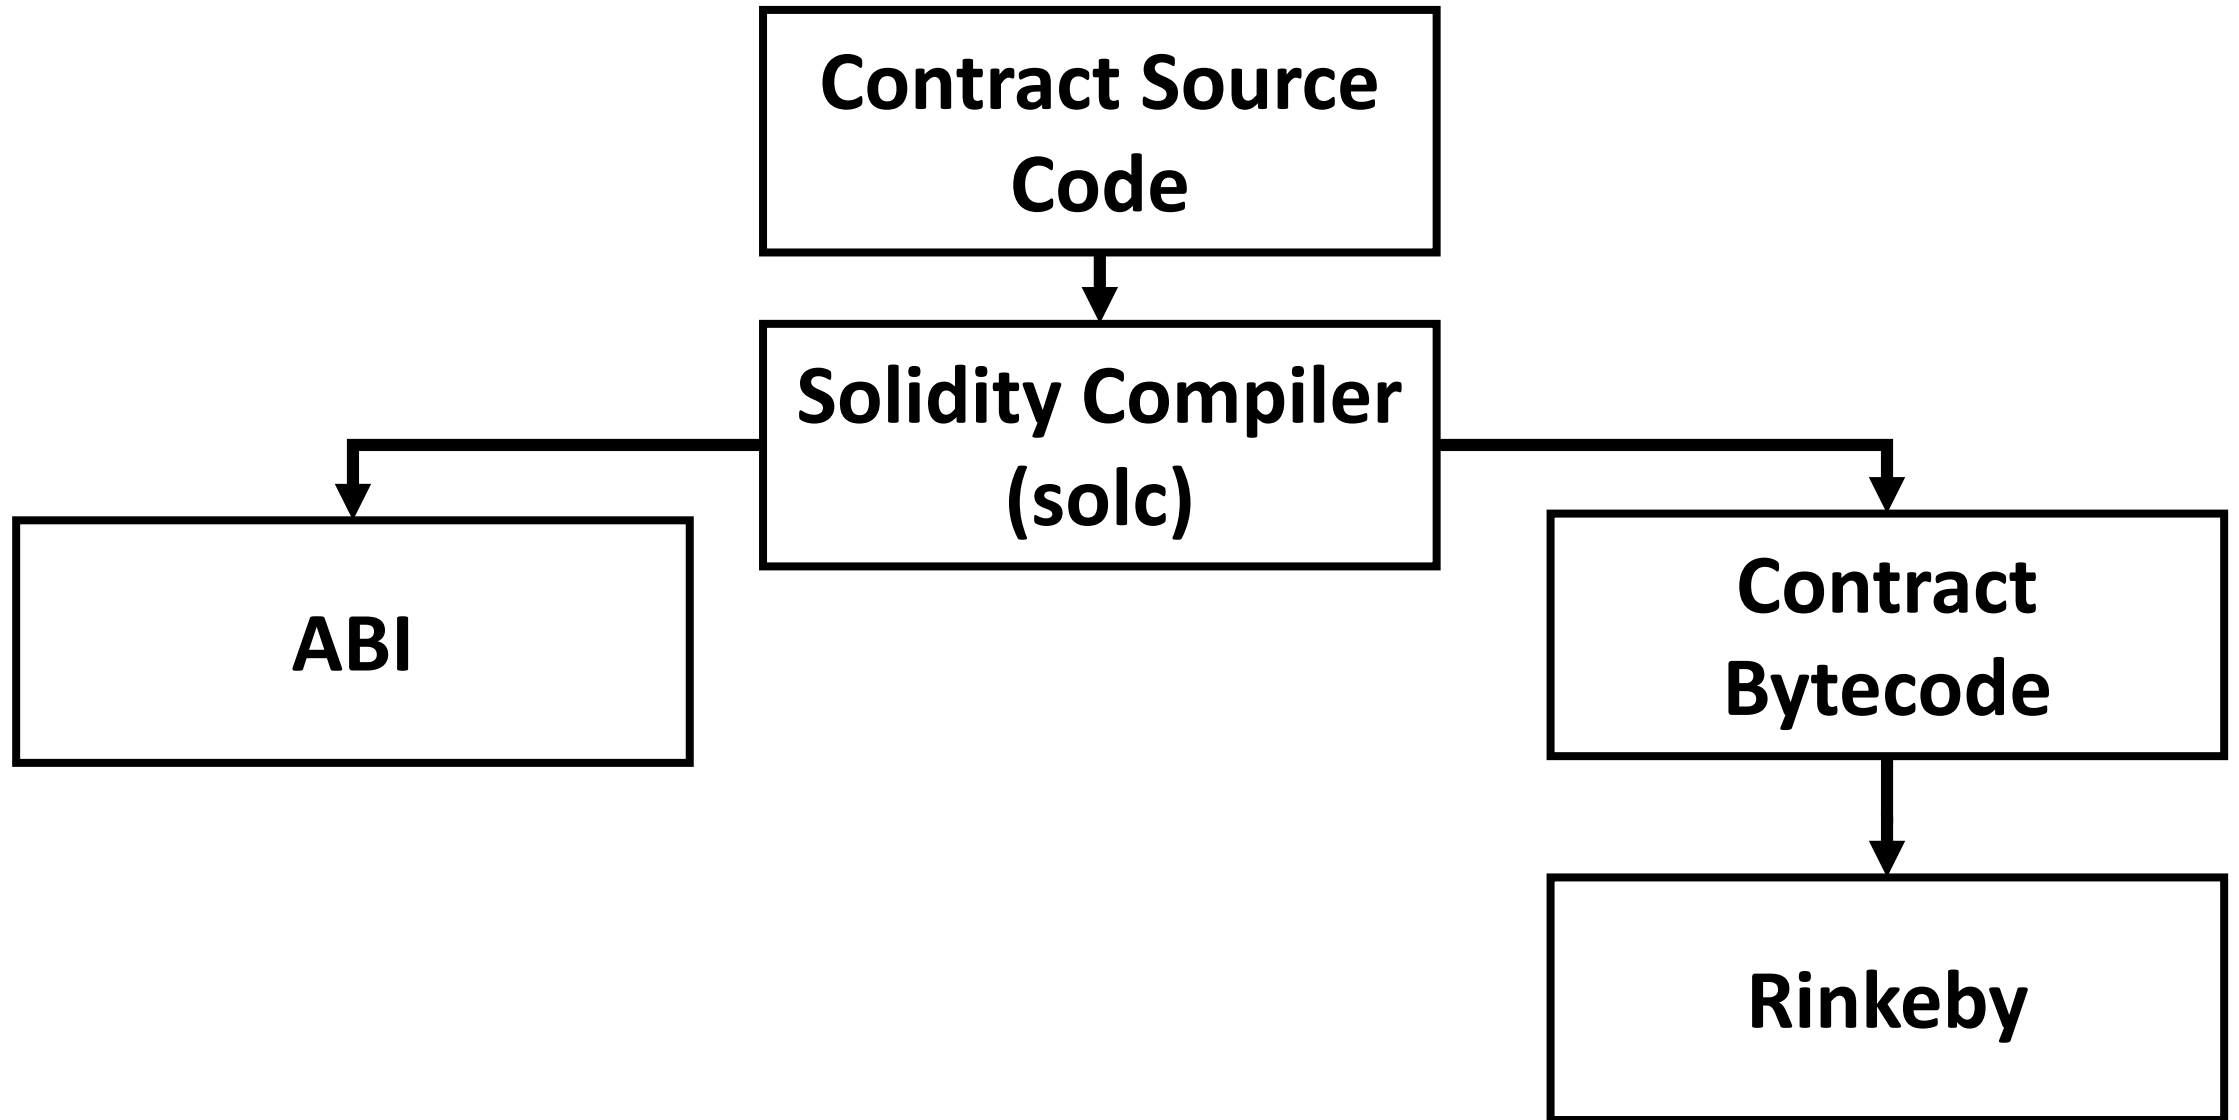 Contract Source
Code
Solidity Compiler
(solc)
ABI
Contract
Bytecode
Rinkeby